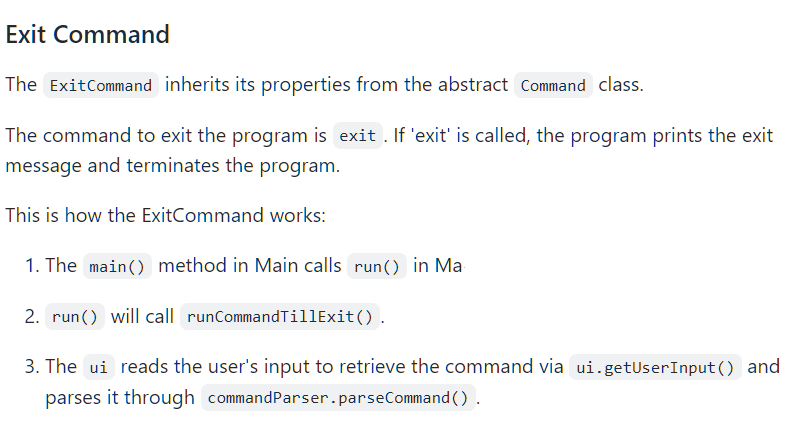 Exit Command
The ExitCommand inherits its properties from the abstract Command class.
The command to exit the program is exit. If 'exit' is called, the program prints the exit
message and terminates the program.
This is how the ExitCommand works:
1. The main() method in Main calls run() in Ma
2. run() will call runCommandTillExit().
3. The ui reads the user's input to retrieve the command via ui.getUserInput() and
parses it through commandParser.parseCommand().